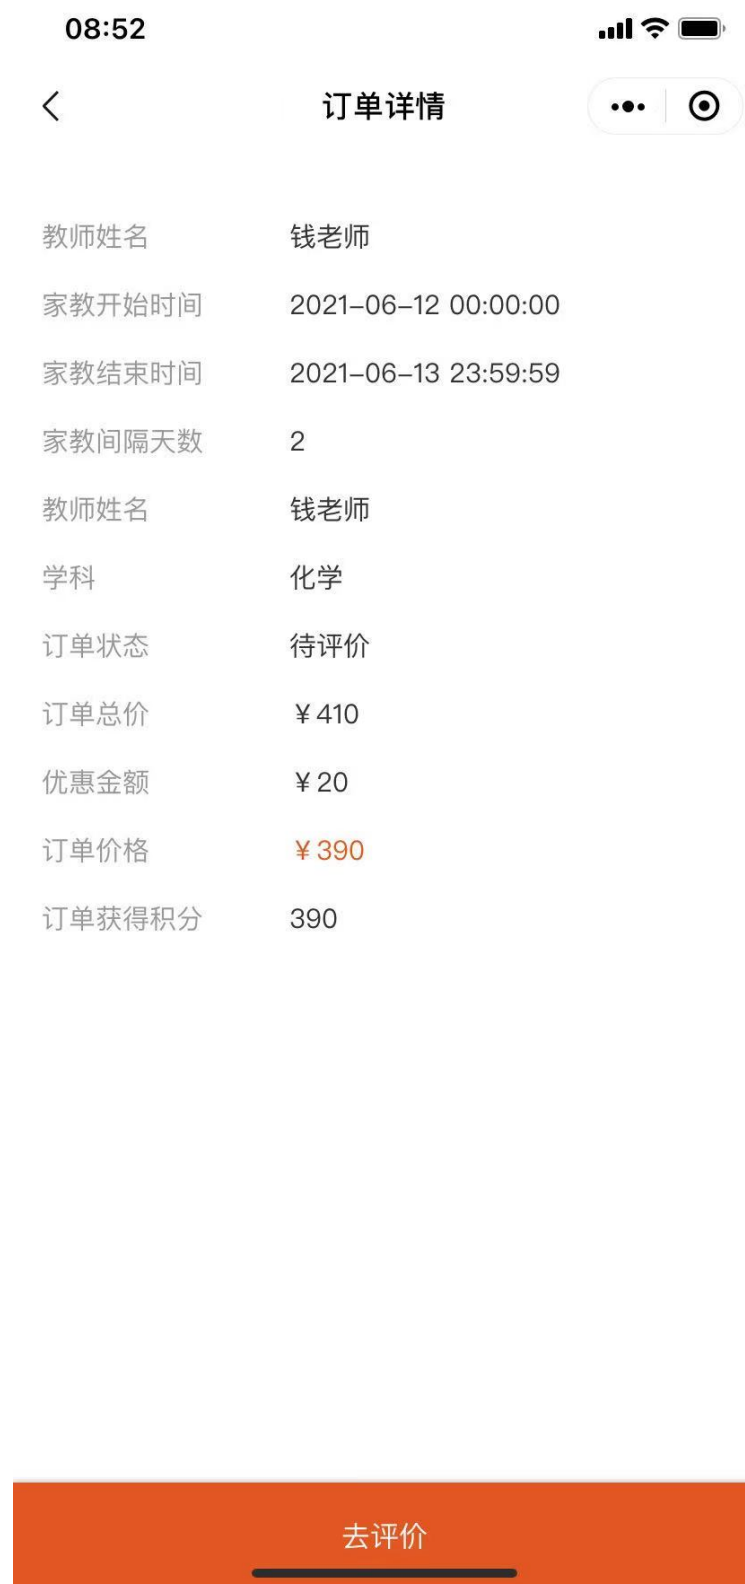 08:52
订单详情
教师姓名 钱老师
家教开始时间 2021-06-12 00:00:00
家教结束时间 2021-06-13 23:59:59
家教间隔天数 2
教师姓名 钱老师
学科 化学
订单状态 待评价
订单总价 ¥410
优惠金额 ¥20
订单价格 ¥390
订单获得积分 390
去评价